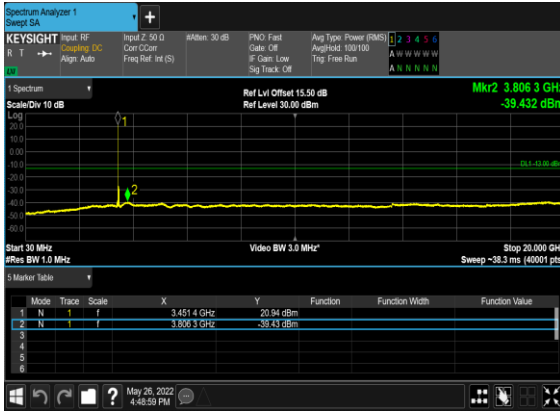 Spectrum Analyzer 1
Swept SA
+
KEYSIGHT
R T
Input: RF
Coupling: DC
Align: Auto
Input Z: 50 Ω
Corr CCorr
Freq Ref: Int (S)
#Atten: 30 dB
PNO: Fast
Gate: Off
IF Gain: Low
Sig Track: Off
Avg Type: Power (RMS)
Avg|Hold: 100/100
Trig: Free Run
1 2 3 4 5 6
A W W W W W
A N N N N N
1 Spectrum
Scale/Div 10 dB
Ref Lvl Offset 15.50 dB
Ref Level 30.00 dBm
Mkr2 3.806 3 GHz
-39.432 dBm
Log
20.0
10.0
0.00
-10.0
-20.0
-30.0
-40.0
-50.0
-60.0
1
2
DL1 -13.00 dBm
Start 30 MHz
#Res BW 1.0 MHz
Video BW 3.0 MHz*
Stop 20.000 GHz
Sweep ~38.3 ms (40001 pts)
5 Marker Table
Mode Trace Scale X Y Function Function Width Function Value
1 N 1 f 3.451 4 GHz 20.94 dBm
2 N 1 f 3.806 3 GHz -39.43 dBm
3
4
5
6
?
May 26, 2022
4:48:59 PM